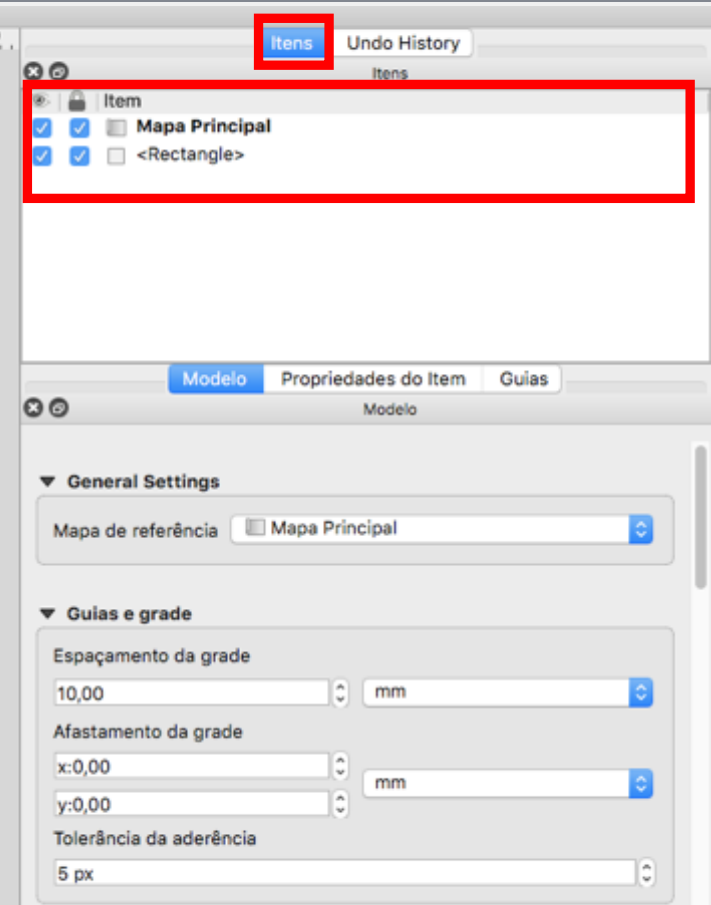 Itens Undo History
Itens
Item
Mapa Principal
<Rectangle>
Modelo Propriedades do Item Guias
Modelo
General Settings
Mapa de referência Mapa Principal
Guias e grade
Espaçamento da grade
10,00 mm
Afastamento da grade
x:0,00
mm
y:0,00
Tolerância da aderência
5 px